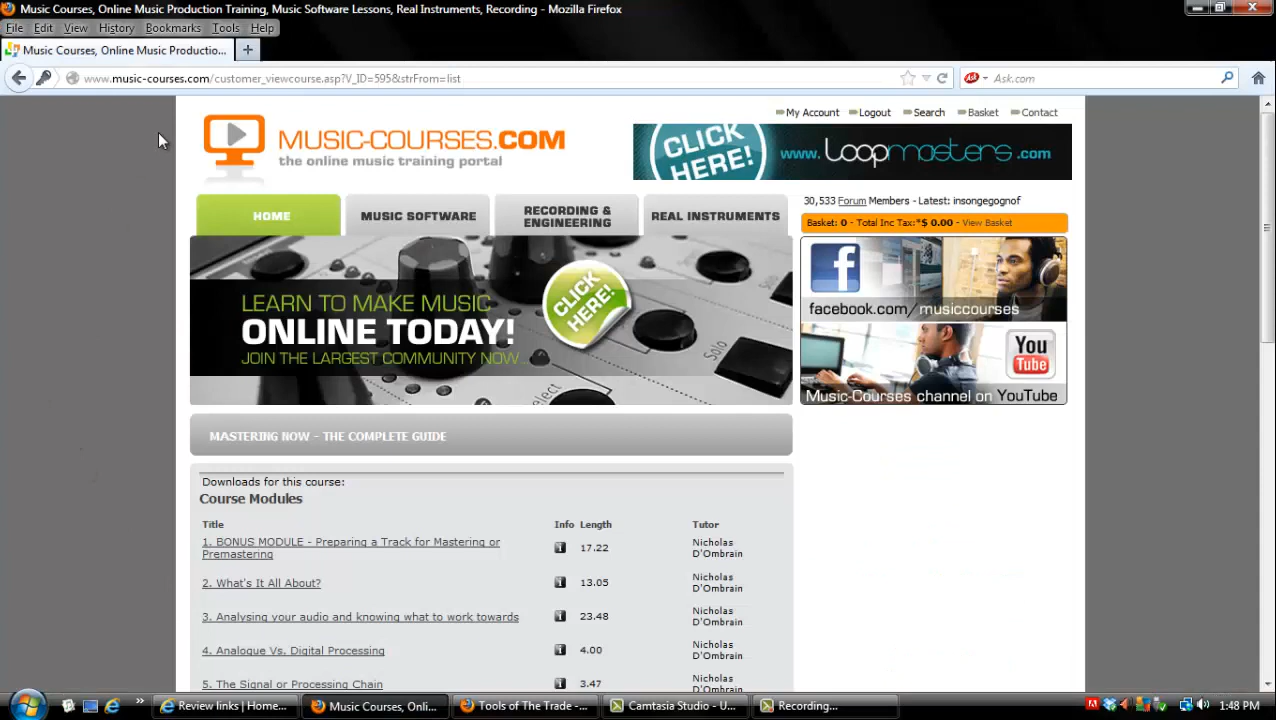 Music Courses, Online Music Production Training, Music Software Lessons, Real Instruments, Recording - Mozilla Firefox
File Edit View History Bookmarks Tools Help
Music Courses, Online Music Productio... +
www.music-courses.com/customer_viewcourse.asp?V_ID=595&strFrom=list
Ask Ask.com
My Account Logout Search Basket Contact
MUSIC-COURSES.COM
the online music training portal
CLICK HERE! www.Loopmasters.com
30,533 Forum Members - Latest: insongegognof
HOME
MUSIC SOFTWARE
RECORDING & ENGINEERING
REAL INSTRUMENTS
Basket: 0 - Total Inc Tax:*$ 0.00 - View Basket
LEARN TO MAKE MUSIC
ONLINE TODAY!
JOIN THE LARGEST COMMUNITY NOW...
CLICK HERE!
Solo
elect
facebook.com/musiccourses
You Tube
Music-Courses channel on YouTube
MASTERING NOW - THE COMPLETE GUIDE
Downloads for this course:
Course Modules
Title Info Length Tutor
1. BONUS MODULE - Preparing a Track for Mastering or Premastering i 17.22 Nicholas D'Ombrain
2. What's It All About? i 13.05 Nicholas D'Ombrain
3. Analysing your audio and knowing what to work towards i 23.48 Nicholas D'Ombrain
4. Analogue Vs. Digital Processing i 4.00 Nicholas D'Ombrain
5. The Signal or Processing Chain i 3.47 Nicholas D'Ombrain
Review links | Home... Music Courses, Onli... Tools of The Trade -... Camtasia Studio - U... Recording... 1:48 PM